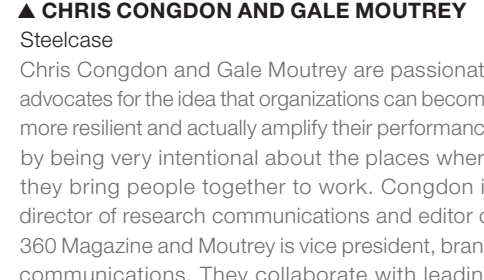 ▲ CHRIS CONGDON AND GALE MOUTREY
Steelcase
Chris Congdon and Gale Moutrey are passionat
advocates for the idea that organizations can becom
more resilient and actually amplify their performanc
by being very intentional about the places wher
they bring people together to work. Congdon i
director of research communications and editor
360 Magazine and Moutrey is vice president, bran
communications. They collaborate with leadin